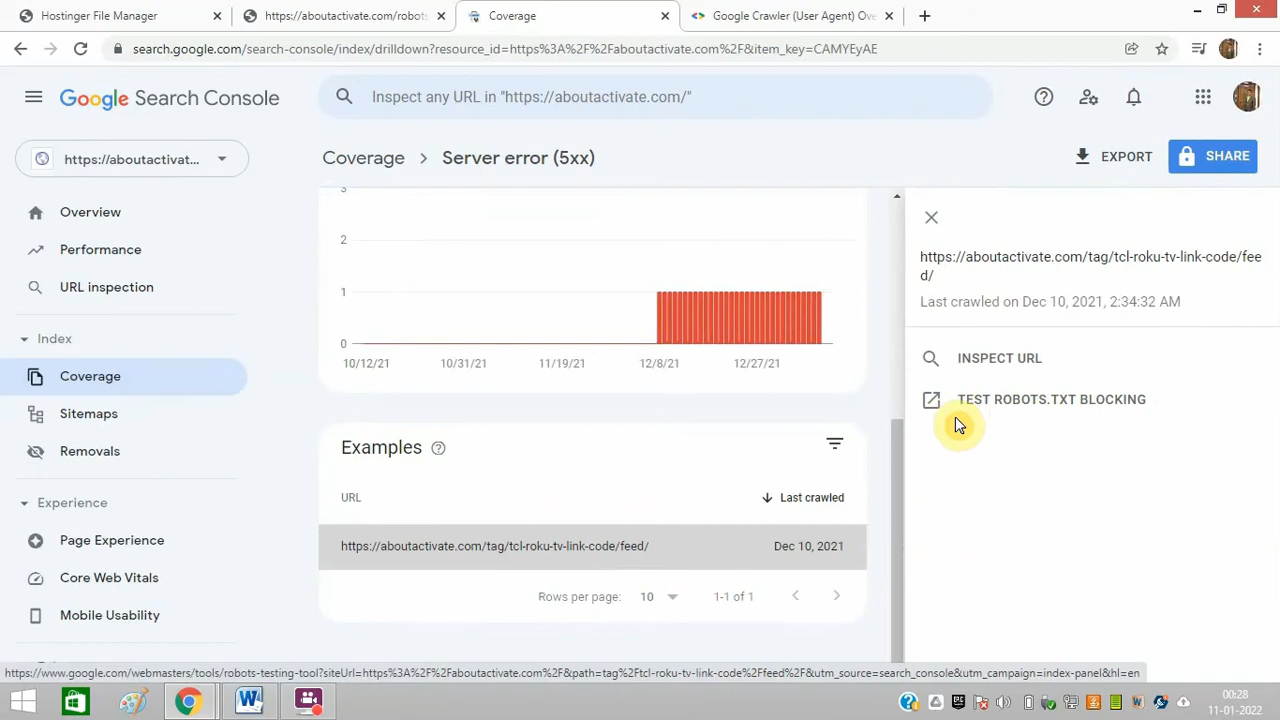 Hostinger File Manager
https://aboutactivate.com/robots
Coverage
Google Crawler (User Agent) Ove
search.google.com/search-console/index/drilldown?resource_id=https%3A%2F%2Faboutactivate.com%2F&item_key=CAMYEyAE
Google Search Console
Inspect any URL in "https://aboutactivate.com/"
https://aboutactivat...
Coverage
Server error (5xx)
EXPORT
SHARE
Overview
Performance
URL inspection
Index
Coverage
Sitemaps
Removals
Experience
Page Experience
Core Web Vitals
Mobile Usability
3
2
1
0
10/12/21 10/31/21 11/19/21 12/8/21 12/27/21
Examples
URL Last crawled
https://aboutactivate.com/tag/tcl-roku-tv-link-code/feed/ Dec 10, 2021
Rows per page: 10 1-1 of 1
https://aboutactivate.com/tag/tcl-roku-tv-link-code/fee
d/
Last crawled on Dec 10, 2021, 2:34:32 AM
INSPECT URL
TEST ROBOTS.TXT BLOCKING
https://www.google.com/webmasters/tools/robots-testing-tool?siteUrl=https%3A%2F%2Faboutactivate.com%2F&path=tag%2Ftcl-roku-tv-link-code%2Ffeed%2F&utm_source=search_console&utm_campaign=index-panel&hl=en
00:28
11-01-2022